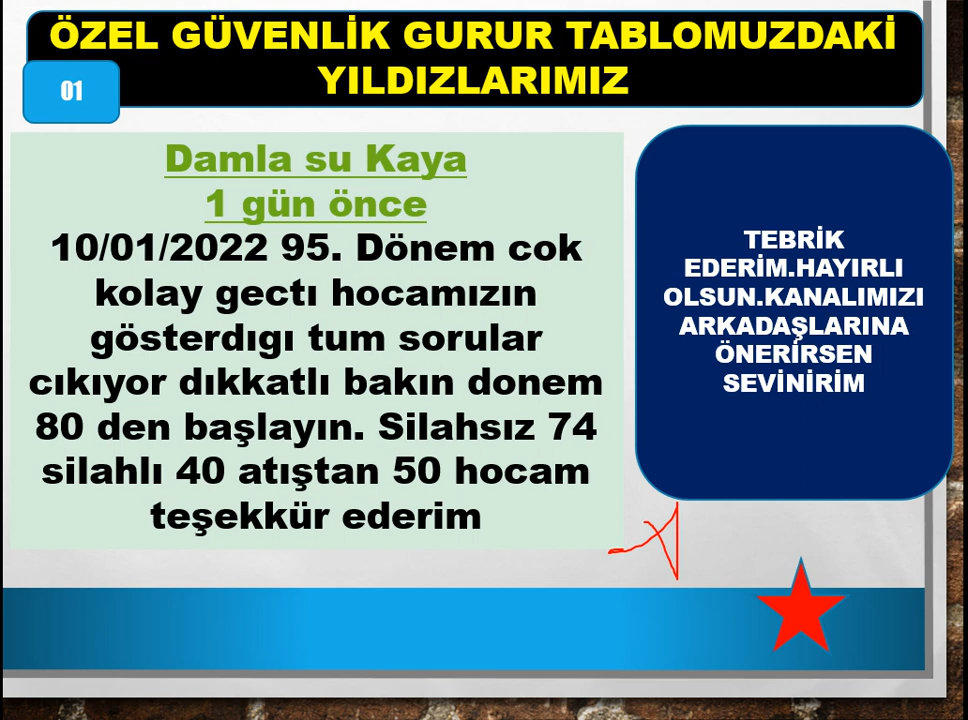 ÖZEL GÜVENLİK GURUR TABLOMUZDAKİ
YILDIZLARIMIZ
01
Damla su Kaya
1 gün önce
10/01/2022 95. Dönem cok
kolay gectı hocamızın
gösterdıgı tum sorular
cıkıyor dıkkatlı bakın donem
80 den başlayın. Silahsız 74
silahlı 40 atıştan 50 hocam
teşekkür ederim
TEBRİK
EDERİM.HAYIRLI
OLSUN.KANALIMIZI
ARKADAŞLARINA
ÖNERİRSEN
SEVİNİRİM